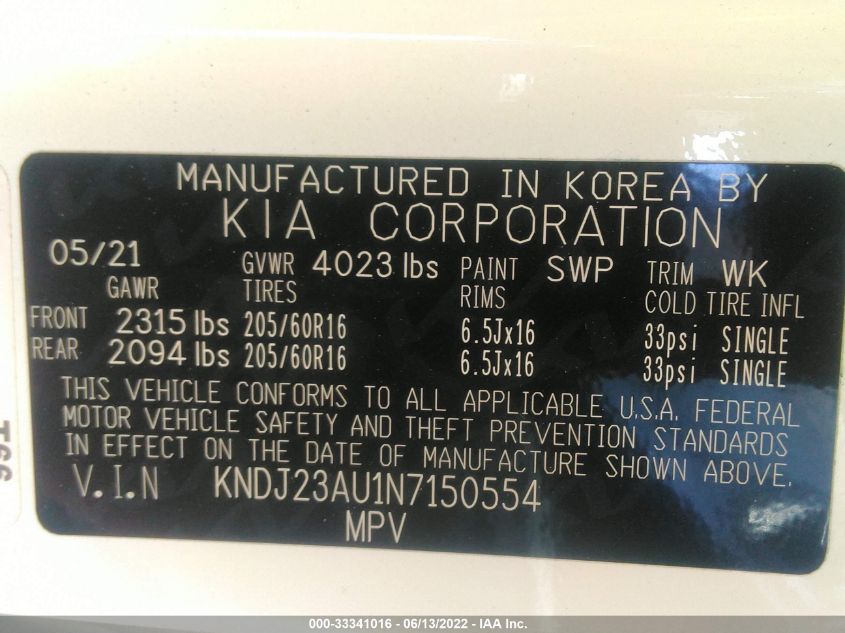 MANUFACTURED IN KOREA BY
KIA CORPORATION
05/21 GVWR 4023 lbs PAINT SWP TRIM WK
GAWR TIRES RIMS COLD TIRE INFL
FRONT 2315 lbs 205/60R16 6.5Jx16 33psi SINGLE
REAR 2094 lbs 205/60R16 6.5Jx16 33psi SINGLE
THIS VEHICLE CONFORMS TO ALL APPLICABLE U.S.A. FEDERAL
MOTOR VEHICLE SAFETY AND THEFT PREVENTION STANDARDS
IN EFFECT ON THE DATE OF MANUFACTURE SHOWN ABOVE.
V.I.N KNDJ23AU1N7150554
MPV
T66
000-33341016 - 06/13/2022 - IAA Inc.